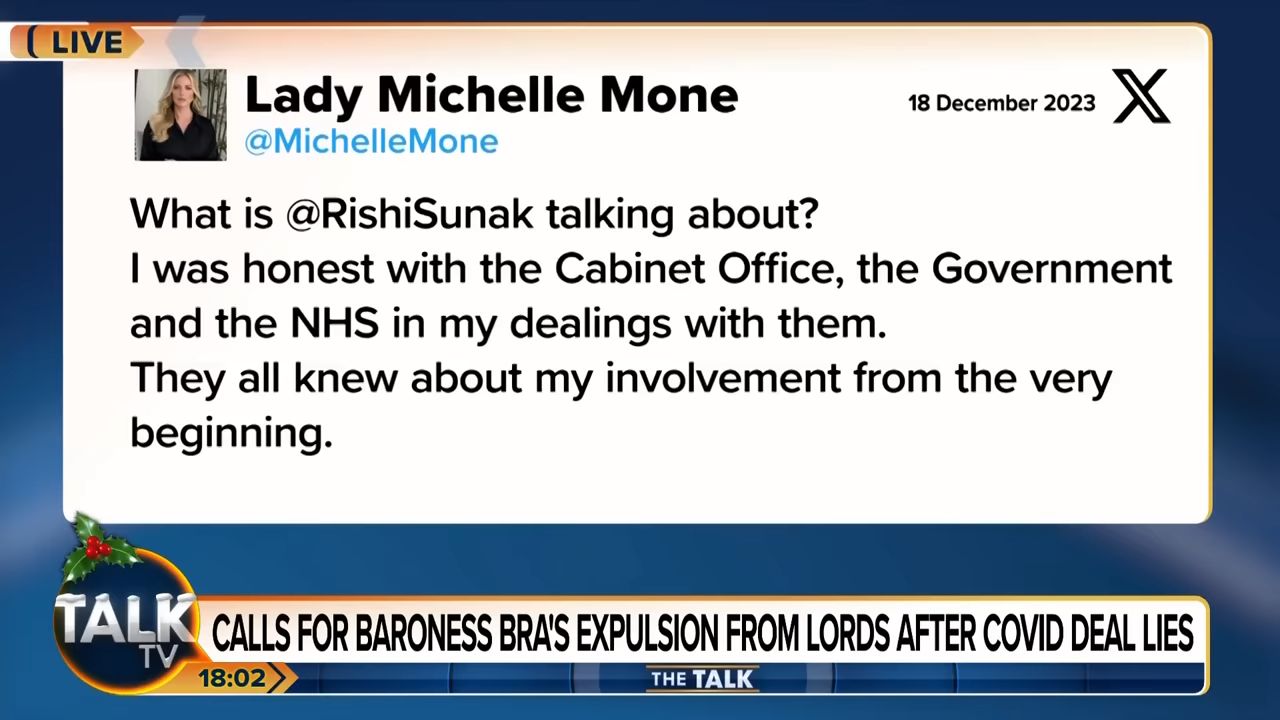 LIVE
Lady Michelle Mone
@MichelleMone
18 December 2023
X
What is @RishiSunak talking about?
I was honest with the Cabinet Office, the Government
and the NHS in my dealings with them.
They all knew about my involvement from the very
beginning.
TALK
TV
CALLS FOR BARONESS BRA'S EXPULSION FROM LORDS AFTER COVID DEAL LIES
18:02
THE TALK